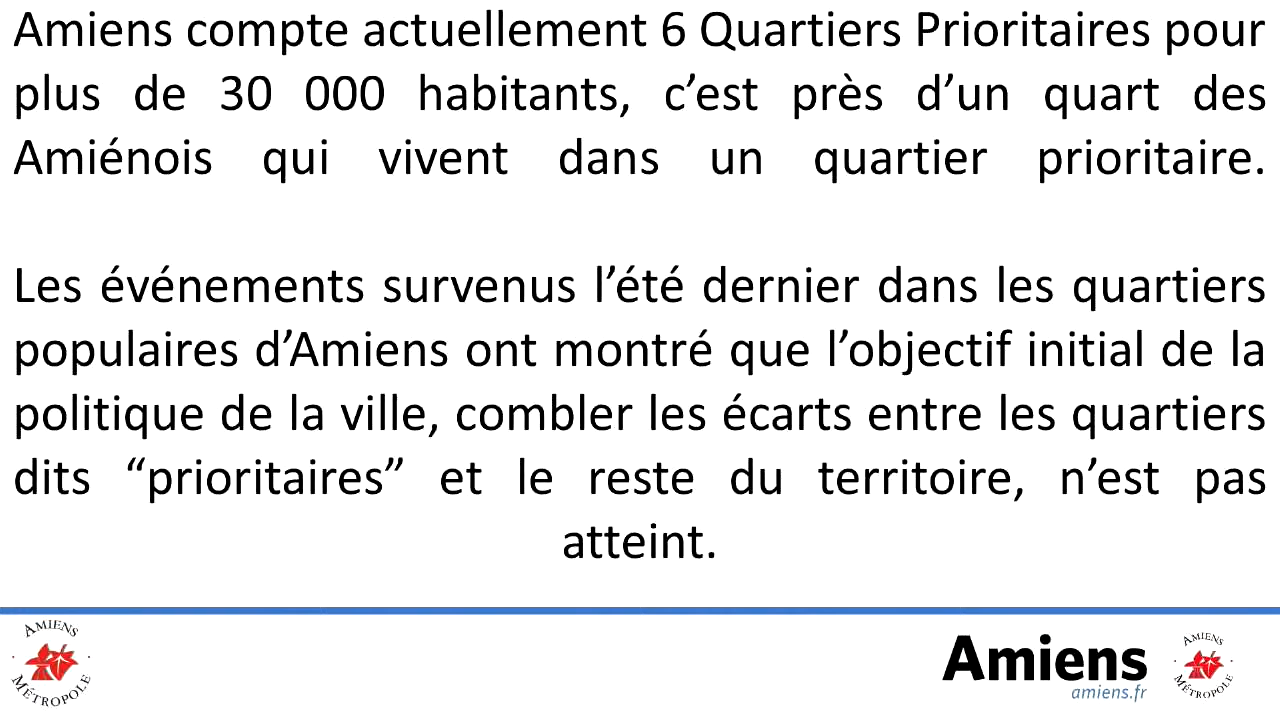 Amiens compte actuellement 6 Quartiers Prioritaires pour
plus de 30 000 habitants, c’est près d’un quart des
Amiénois qui vivent dans un quartier prioritaire.
Les événements survenus l’été dernier dans les quartiers
populaires d’Amiens ont montré que l’objectif initial de la
politique de la ville, combler les écarts entre les quartiers
dits “prioritaires” et le reste du territoire, n’est pas
atteint.
AMIENS
MÉTROPOLE
Amiens
amiens.fr
AMIENS
MÉTROPOLE